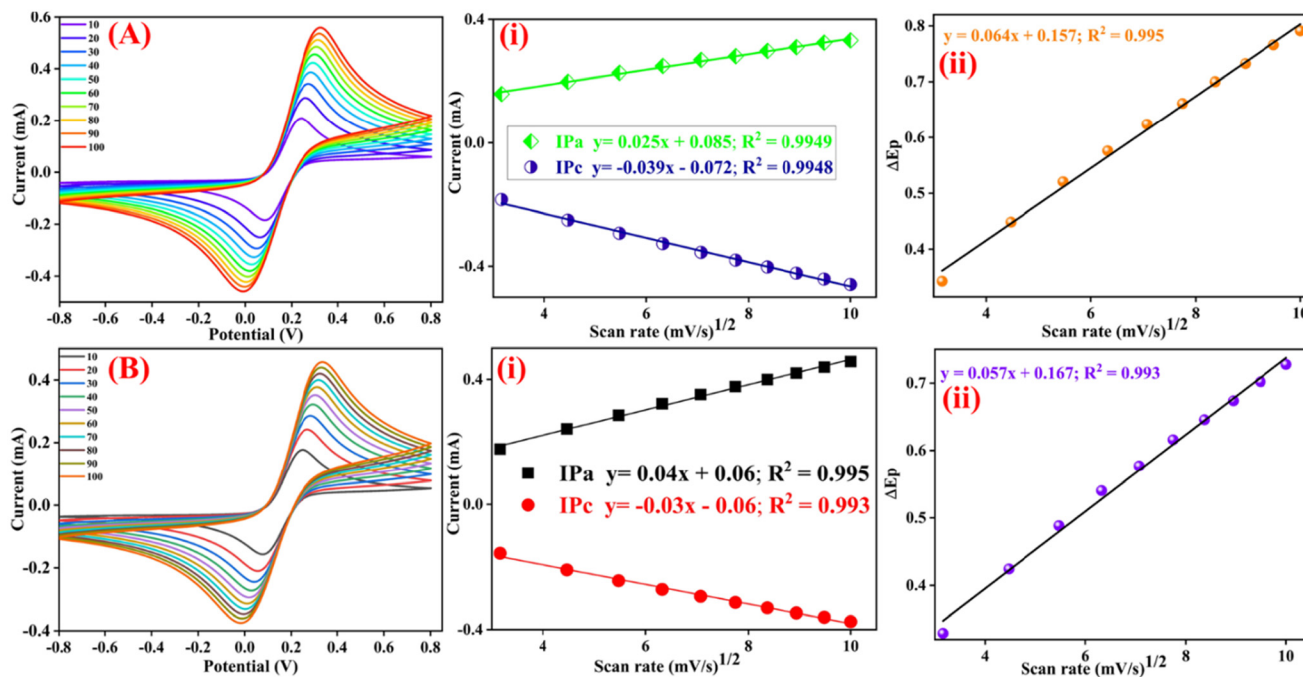 (A)
0.6
0.4
0.2
0.0
-0.2
-0.4
Current (mA)
10
20
30
40
50
60
70
80
90
100
-0.8 -0.6 -0.4 -0.2 0.0 0.2 0.4 0.6 0.8
Potential (V)
(i)
0.4
0.0
-0.4
Current (mA)
IPa y= 0.025x + 0.085; R² = 0.9949
IPc y= -0.039x - 0.072; R² = 0.9948
4 6 8 10
Scan rate (mV/s)^1/2
y = 0.064x + 0.157; R² = 0.995
(ii)
0.8
0.7
0.6
0.5
0.4
ΔEp
4 6 8 10
Scan rate (mV/s)^1/2
(B)
0.4
0.2
0.0
-0.2
-0.4
Current (mA)
10
20
30
40
50
60
70
80
90
100
-0.8 -0.6 -0.4 -0.2 0.0 0.2 0.4 0.6 0.8
Potential (V)
(i)
0.4
0.0
-0.4
Current (mA)
IPa y= 0.04x + 0.06; R² = 0.995
IPc y= -0.03x - 0.06; R² = 0.993
4 6 8 10
Scan rate (mV/s)^1/2
y = 0.057x + 0.167; R² = 0.993
(ii)
0.7
0.6
0.5
0.4
ΔEp
4 6 8 10
Scan rate (mV/s)^1/2